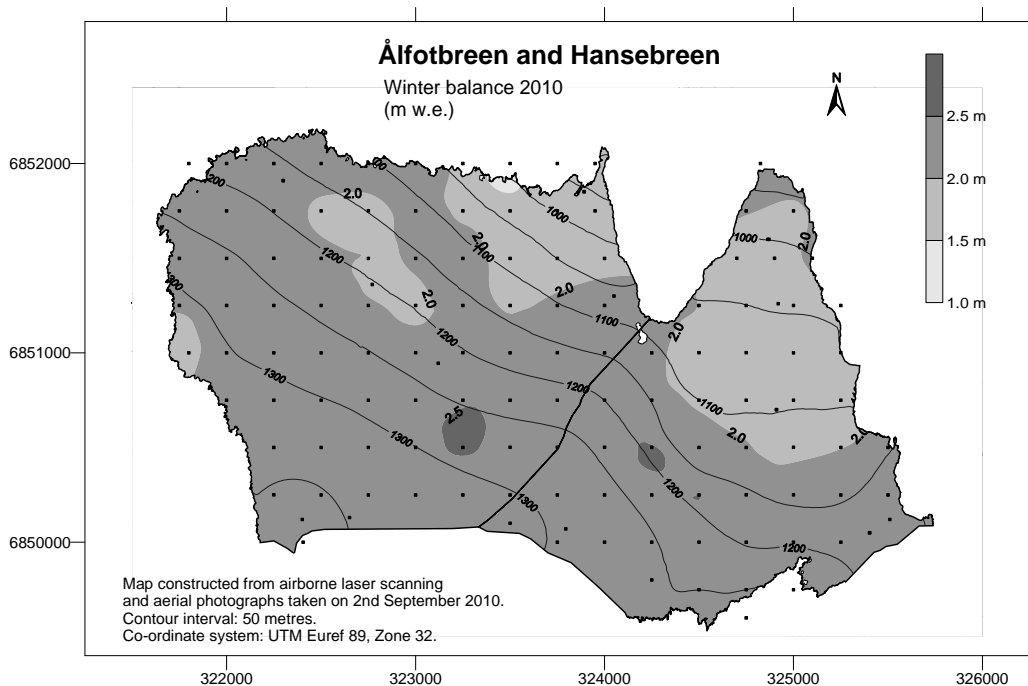 Ålfotbreen and Hansebreen
Winter balance 2010
(m w.e.)
N
2.5 m
2.0 m
1.5 m
1.0 m
6852000
6851000
6850000
200
2.0
1000
2.0
1100
1200
2.0
1000
2.0
300
2.0
1100
2.0
1200
1300
1200
1100
2.5
2.0
1300
1200
1300
1200
Map constructed from airborne laser scanning
and aerial photographs taken on 2nd September 2010.
Contour interval: 50 metres.
Co-ordinate system: UTM Euref 89, Zone 32.
322000
323000
324000
325000
326000